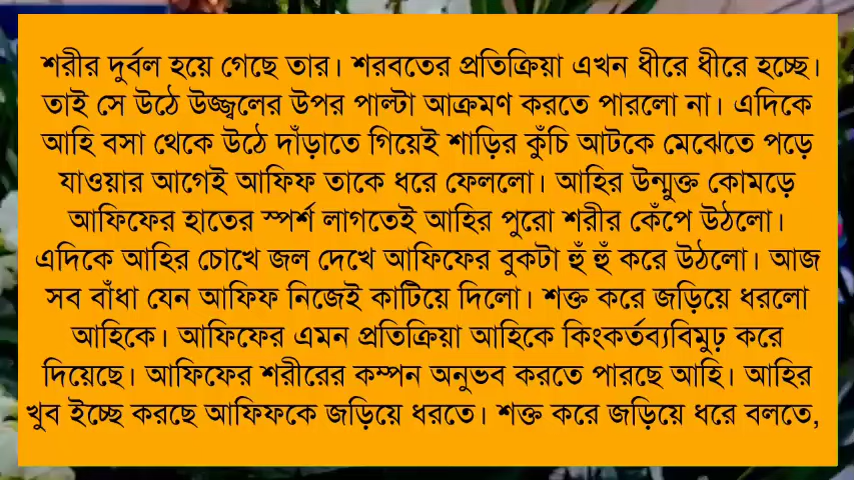 শরীর দুর্বল হয়ে গেছে তার। শরবতের প্রতিক্রিয়া এখন ধীরে ধীরে হচ্ছে।
তাই সে উঠে উজ্জ্বলের উপর পাল্টা আক্রমণ করতে পারলো না। এদিকে
আহি বসা থেকে উঠে দাঁড়াতে গিয়েই শাড়ির কুঁচি আটকে মেঝেতে পড়ে
যাওয়ার আগেই আফিফ তাকে ধরে ফেললো। আহির উন্মুক্ত কোমড়ে
আফিফের হাতের স্পর্শ লাগতেই আহির পুরো শরীর কেঁপে উঠলো।
এদিকে আহির চোখে জল দেখে আফিফের বুকটা হুঁ হুঁ করে উঠলো। আজ
সব বাঁধা যেন আফিফ নিজেই কাটিয়ে দিলো। শক্ত করে জড়িয়ে ধরলো
আহিকে। আফিফের এমন প্রতিক্রিয়া আহিকে কিংকর্তব্যবিমুঢ় করে
দিয়েছে। আফিফের শরীরের কম্পন অনুভব করতে পারছে আহি। আহির
খুব ইচ্ছে করছে আফিফকে জড়িয়ে ধরতে। শক্ত করে জড়িয়ে ধরে বলতে,